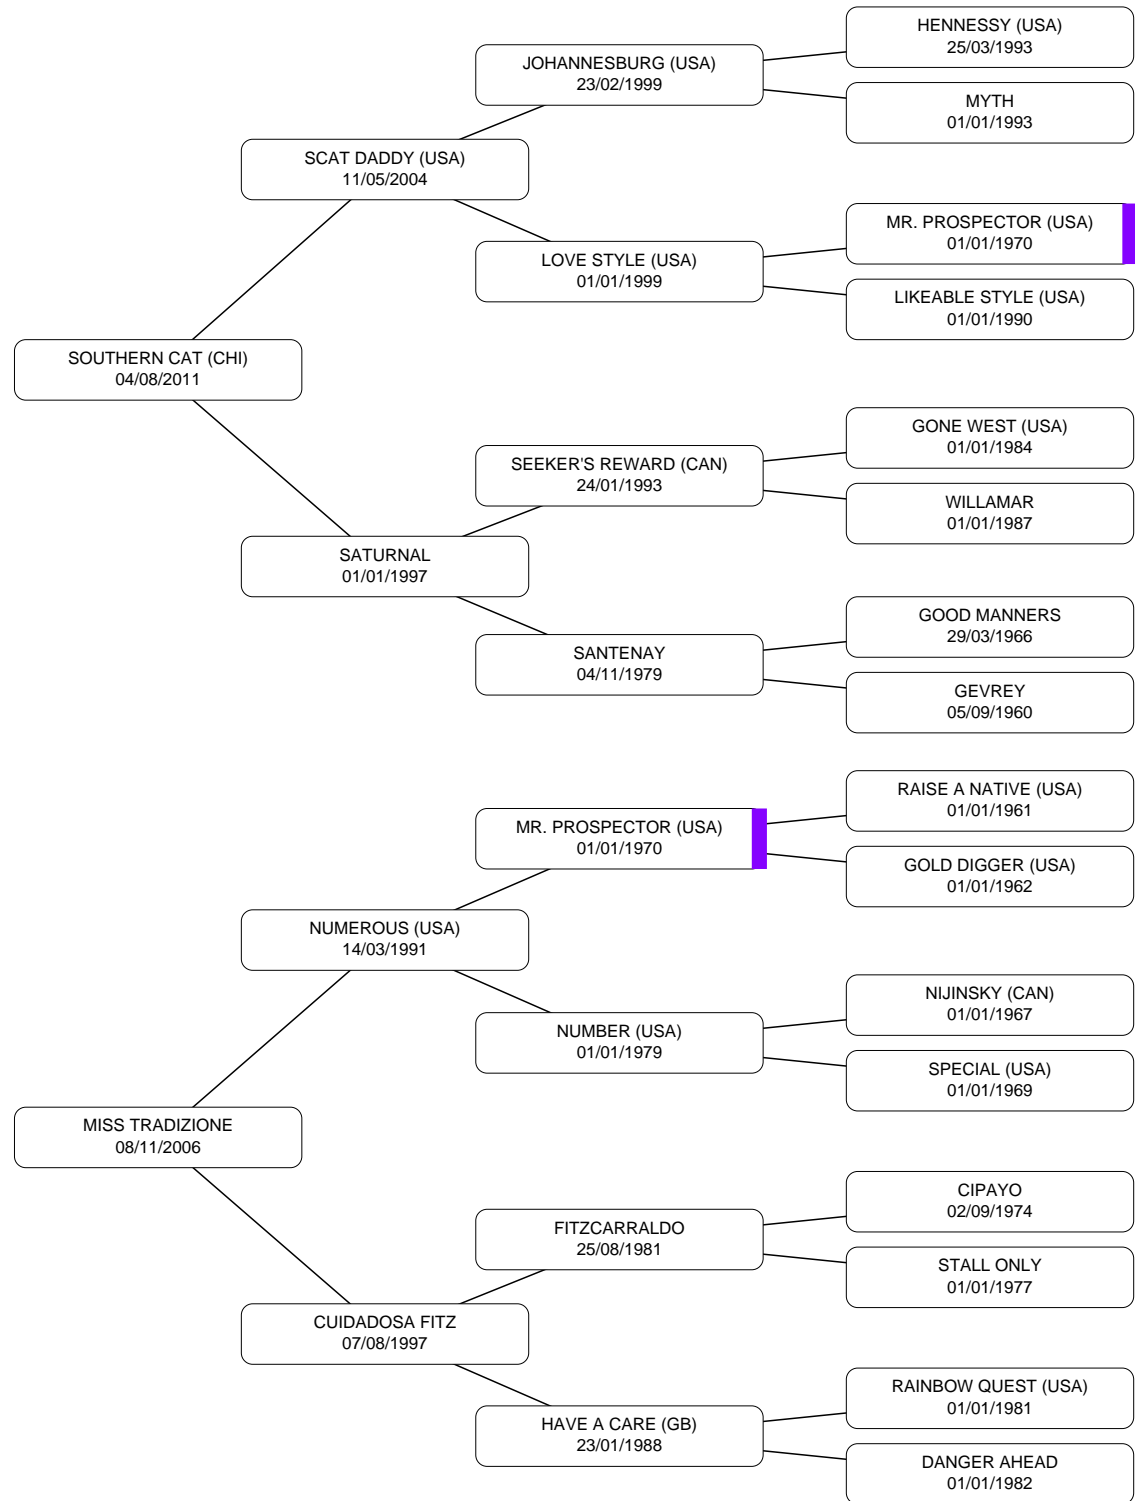 HENNESSY (USA)
25/03/1993
JOHANNESBURG (USA)
23/02/1999
MYTH
01/01/1993
SCAT DADDY (USA)
11/05/2004
MR. PROSPECTOR (USA)
01/01/1970
LOVE STYLE (USA)
01/01/1999
LIKEABLE STYLE (USA)
01/01/1990
SOUTHERN CAT (CHI)
04/08/2011
GONE WEST (USA)
01/01/1984
SEEKER'S REWARD (CAN)
24/01/1993
WILLAMAR
01/01/1987
SATURNAL
01/01/1997
GOOD MANNERS
29/03/1966
SANTENAY
04/11/1979
GEVREY
05/09/1960
RAISE A NATIVE (USA)
01/01/1961
MR. PROSPECTOR (USA)
01/01/1970
GOLD DIGGER (USA)
01/01/1962
NUMEROUS (USA)
14/03/1991
NIJINSKY (CAN)
01/01/1967
NUMBER (USA)
01/01/1979
SPECIAL (USA)
01/01/1969
MISS TRADIZIONE
08/11/2006
CIPAYO
02/09/1974
FITZCARRALDO
25/08/1981
STALL ONLY
01/01/1977
CUIDADOSA FITZ
07/08/1997
RAINBOW QUEST (USA)
01/01/1981
HAVE A CARE (GB)
23/01/1988
DANGER AHEAD
01/01/1982